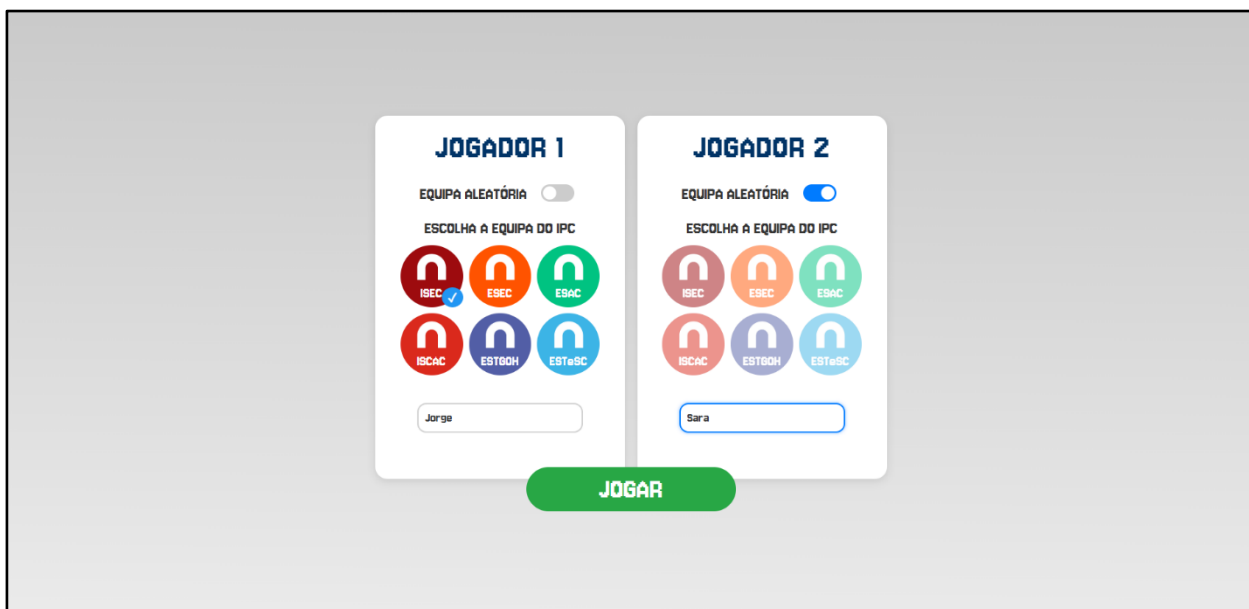 JOGADOR 1
EQUIPA ALEATÓRIA
ESCOLHA A EQUIPA DO IPC
ISEC ESEC ESAC
ISCAC ESTGOH ESTeSC
Jorge
JOGADOR 2
EQUIPA ALEATÓRIA
ESCOLHA A EQUIPA DO IPC
ISEC ESEC ESAC
ISCAC ESTGOH ESTeSC
Sara
JOGAR